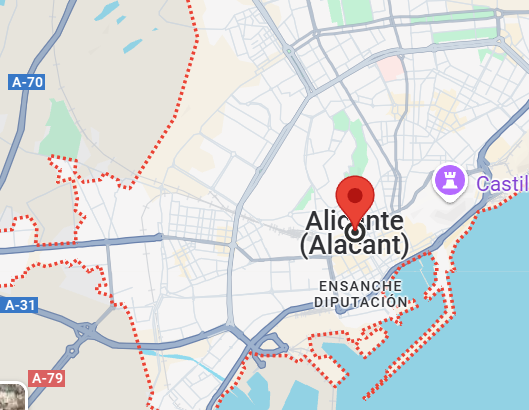 A-70
Castil
Alicante
(Alacant)
ENSANCHE
DIPUTACIÓN
A-31
A-79